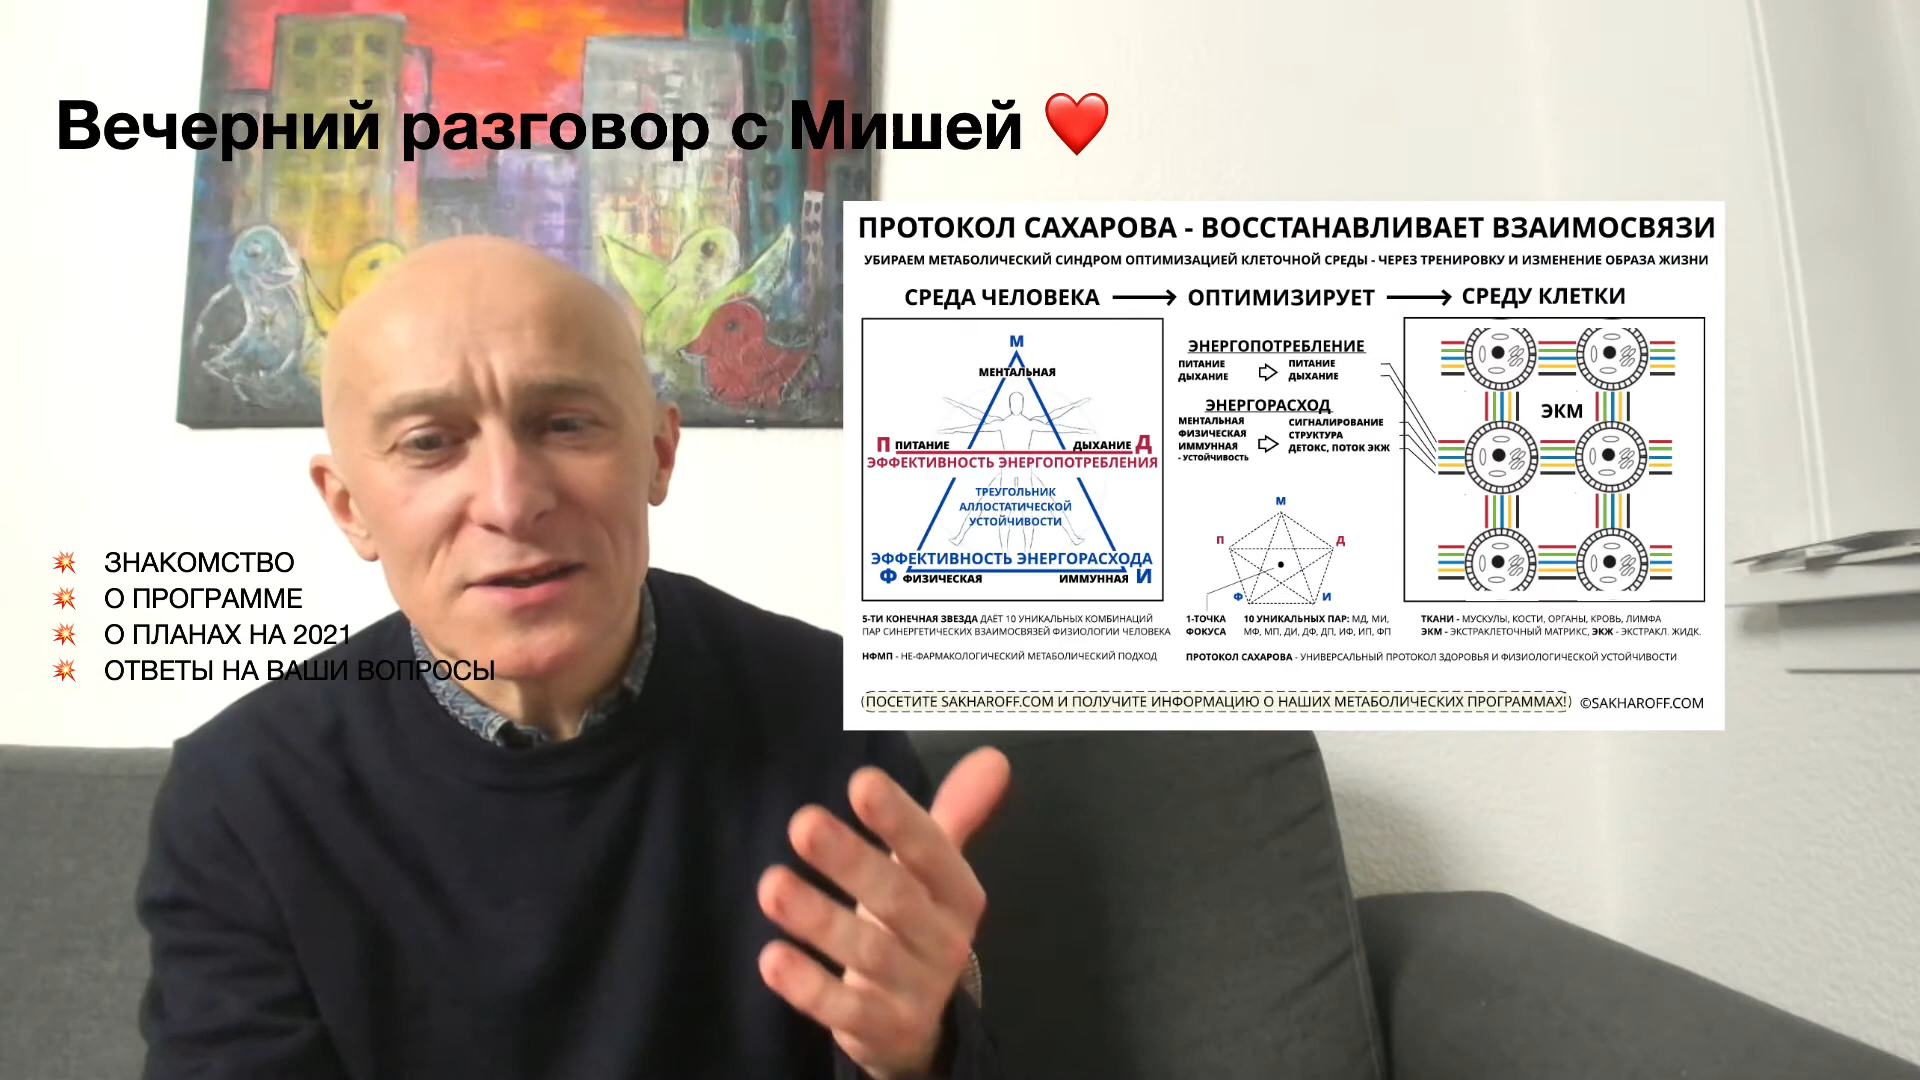 Вечерний разговор с Мишей ❤️
💥 ЗНАКОМСТВО
💥 О ПРОГРАММЕ
💥 О ПЛАНАХ НА 2021
💥 ОТВЕТЫ НА ВАШИ ВОПРОСЫ
ПРОТОКОЛ САХАРОВА - ВОССТАНАВЛИВАЕТ ВЗАИМОСВЯЗИ
УБИРАЕМ МЕТАБОЛИЧЕСКИЙ СИНДРОМ ОПТИМИЗАЦИЕЙ КЛЕТОЧНОЙ СРЕДЫ - ЧЕРЕЗ ТРЕНИРОВКУ И ИЗМЕНЕНИЕ ОБРАЗА ЖИЗНИ
СРЕДА ЧЕЛОВЕКА → ОПТИМИЗИРУЕТ → СРЕДУ КЛЕТКИ
М
МЕНТАЛЬНАЯ
П ПИТАНИЕ ДЫХАНИЕ Д
ЭФФЕКТИВНОСТЬ ЭНЕРГОПОТРЕБЛЕНИЯ
ТРЕУГОЛЬНИК
АЛЛОСТАТИЧЕСКОЙ
УСТОЙЧИВОСТИ
ЭФФЕКТИВНОСТЬ ЭНЕРГОРАСХОДА
Ф ФИЗИЧЕСКАЯ ИММУННАЯ И
ЭНЕРГОПОТРЕБЛЕНИЕ
ПИТАНИЕ ПИТАНИЕ
ДЫХАНИЕ ДЫХАНИЕ
ЭНЕРГОРАСХОД
МЕНТАЛЬНАЯ СИГНАЛИРОВАНИЕ
ФИЗИЧЕСКАЯ СТРУКТУРА
ИММУННАЯ ДЕТОКС, ПОТОК ЭКЖ
- УСТОЙЧИВОСТЬ
М
П Д
Ф И
ЭКМ
5-ТИ КОНЕЧНАЯ ЗВЕЗДА ДАЁТ 10 УНИКАЛЬНЫХ КОМБИНАЦИЙ
ПАР СИНЕРГЕТИЧЕСКИХ ВЗАИМОСВЯЗЕЙ ФИЗИОЛОГИИ ЧЕЛОВЕКА
НФМП - НЕ-ФАРМАКОЛОГИЧЕСКИЙ МЕТАБОЛИЧЕСКИЙ ПОДХОД
1-ТОЧКА 10 УНИКАЛЬНЫХ ПАР: МД, МИ,
ФОКУСА МФ, МП, ДИ, ДФ, ДП, ИФ, ИП, ФП
ТКАНИ - МУСКУЛЫ, КОСТИ, ОРГАНЫ, КРОВЬ, ЛИМФА
ЭКМ - ЭКСТРАКЛЕТОЧНЫЙ МАТРИКС, ЭКЖ - ЭКСТРАКЛ. ЖИДК.
ПРОТОКОЛ САХАРОВА - УНИВЕРСАЛЬНЫЙ ПРОТОКОЛ ЗДОРОВЬЯ И ФИЗИОЛОГИЧЕСКОЙ УСТОЙЧИВОСТИ
(ПОСЕТИТЕ SAKHAROFF.COM И ПОЛУЧИТЕ ИНФОРМАЦИЮ О НАШИХ МЕТАБОЛИЧЕСКИХ ПРОГРАММАХ!) ©SAKHAROFF.COM